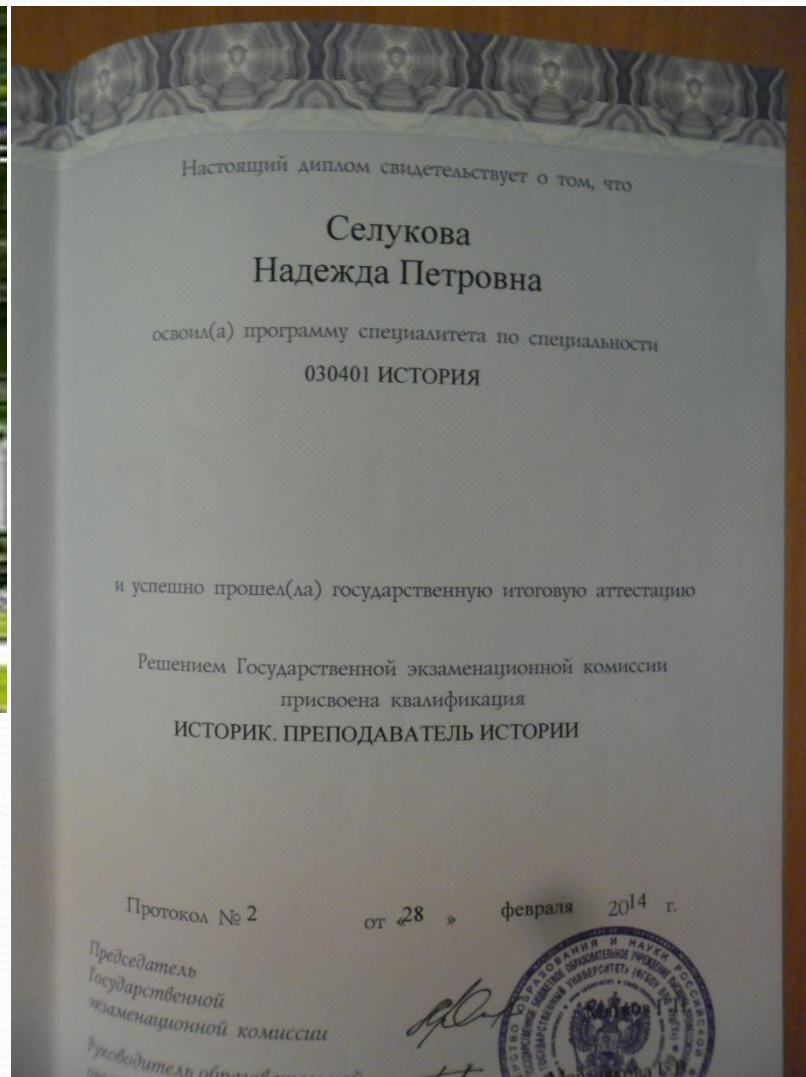 Настоящий диплом свидетельствует о том, что
Селукова
Надежда Петровна
освоил(а) программу специалитета по специальности
030401 ИСТОРИЯ
и успешно прошел(ла) государственную итоговую аттестацию
Решением Государственной экзаменационной комиссии
присвоена квалификация
ИСТОРИК. ПРЕПОДАВАТЕЛЬ ИСТОРИИ
Протокол № 2 от «28» февраля 2014 г.
Председатель
Государственной
экзаменационной комиссии
Руководитель